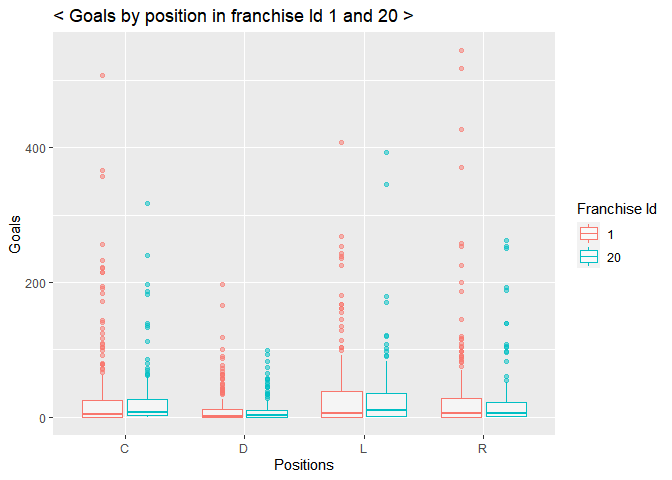 < Goals by position in franchise Id 1 and 20 >
Goals
400
200
0
C D L R
Positions
Franchise Id
1
20